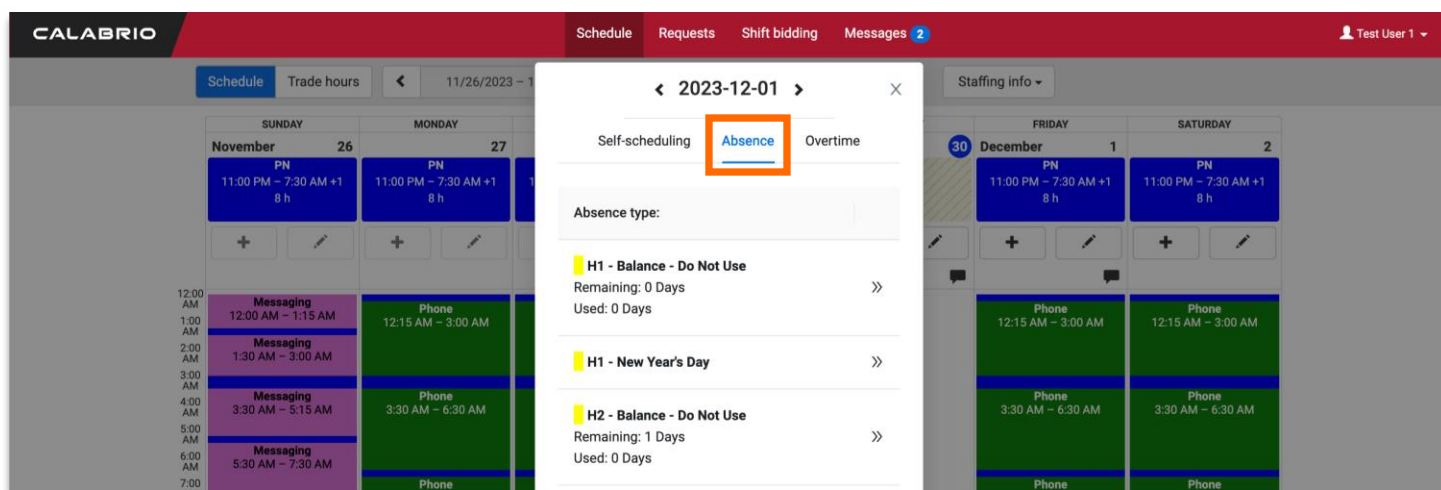 CALABRIO
Schedule Requests Shift bidding Messages 2
Test User 1
Schedule Trade hours 11/26/2023 – 1
Staffing info
2023-12-01
Self-scheduling Absence Overtime
Absence type:
H1 - Balance - Do Not Use
Remaining: 0 Days
Used: 0 Days
H1 - New Year's Day
H2 - Balance - Do Not Use
Remaining: 1 Days
Used: 0 Days
SUNDAY MONDAY FRIDAY SATURDAY
November 26 27 30 December 1 2
PN PN PN PN
11:00 PM – 7:30 AM +1 11:00 PM – 7:30 AM +1 1 11:00 PM – 7:30 AM +1 11:00 PM – 7:30 AM +1
8 h 8 h 8 h 8 h
12:00
AM
1:00
AM
2:00
AM
3:00
AM
4:00
AM
5:00
AM
6:00
AM
7:00
Messaging
12:00 AM – 1:15 AM
Messaging
1:30 AM – 3:00 AM
Messaging
3:30 AM – 5:15 AM
Messaging
5:30 AM – 7:30 AM
Phone
12:15 AM – 3:00 AM
Phone
3:30 AM – 6:30 AM
Phone
Phone
12:15 AM – 3:00 AM
Phone
3:30 AM – 6:30 AM
Phone
Phone
12:15 AM – 3:00 AM
Phone
3:30 AM – 6:30 AM
Phone